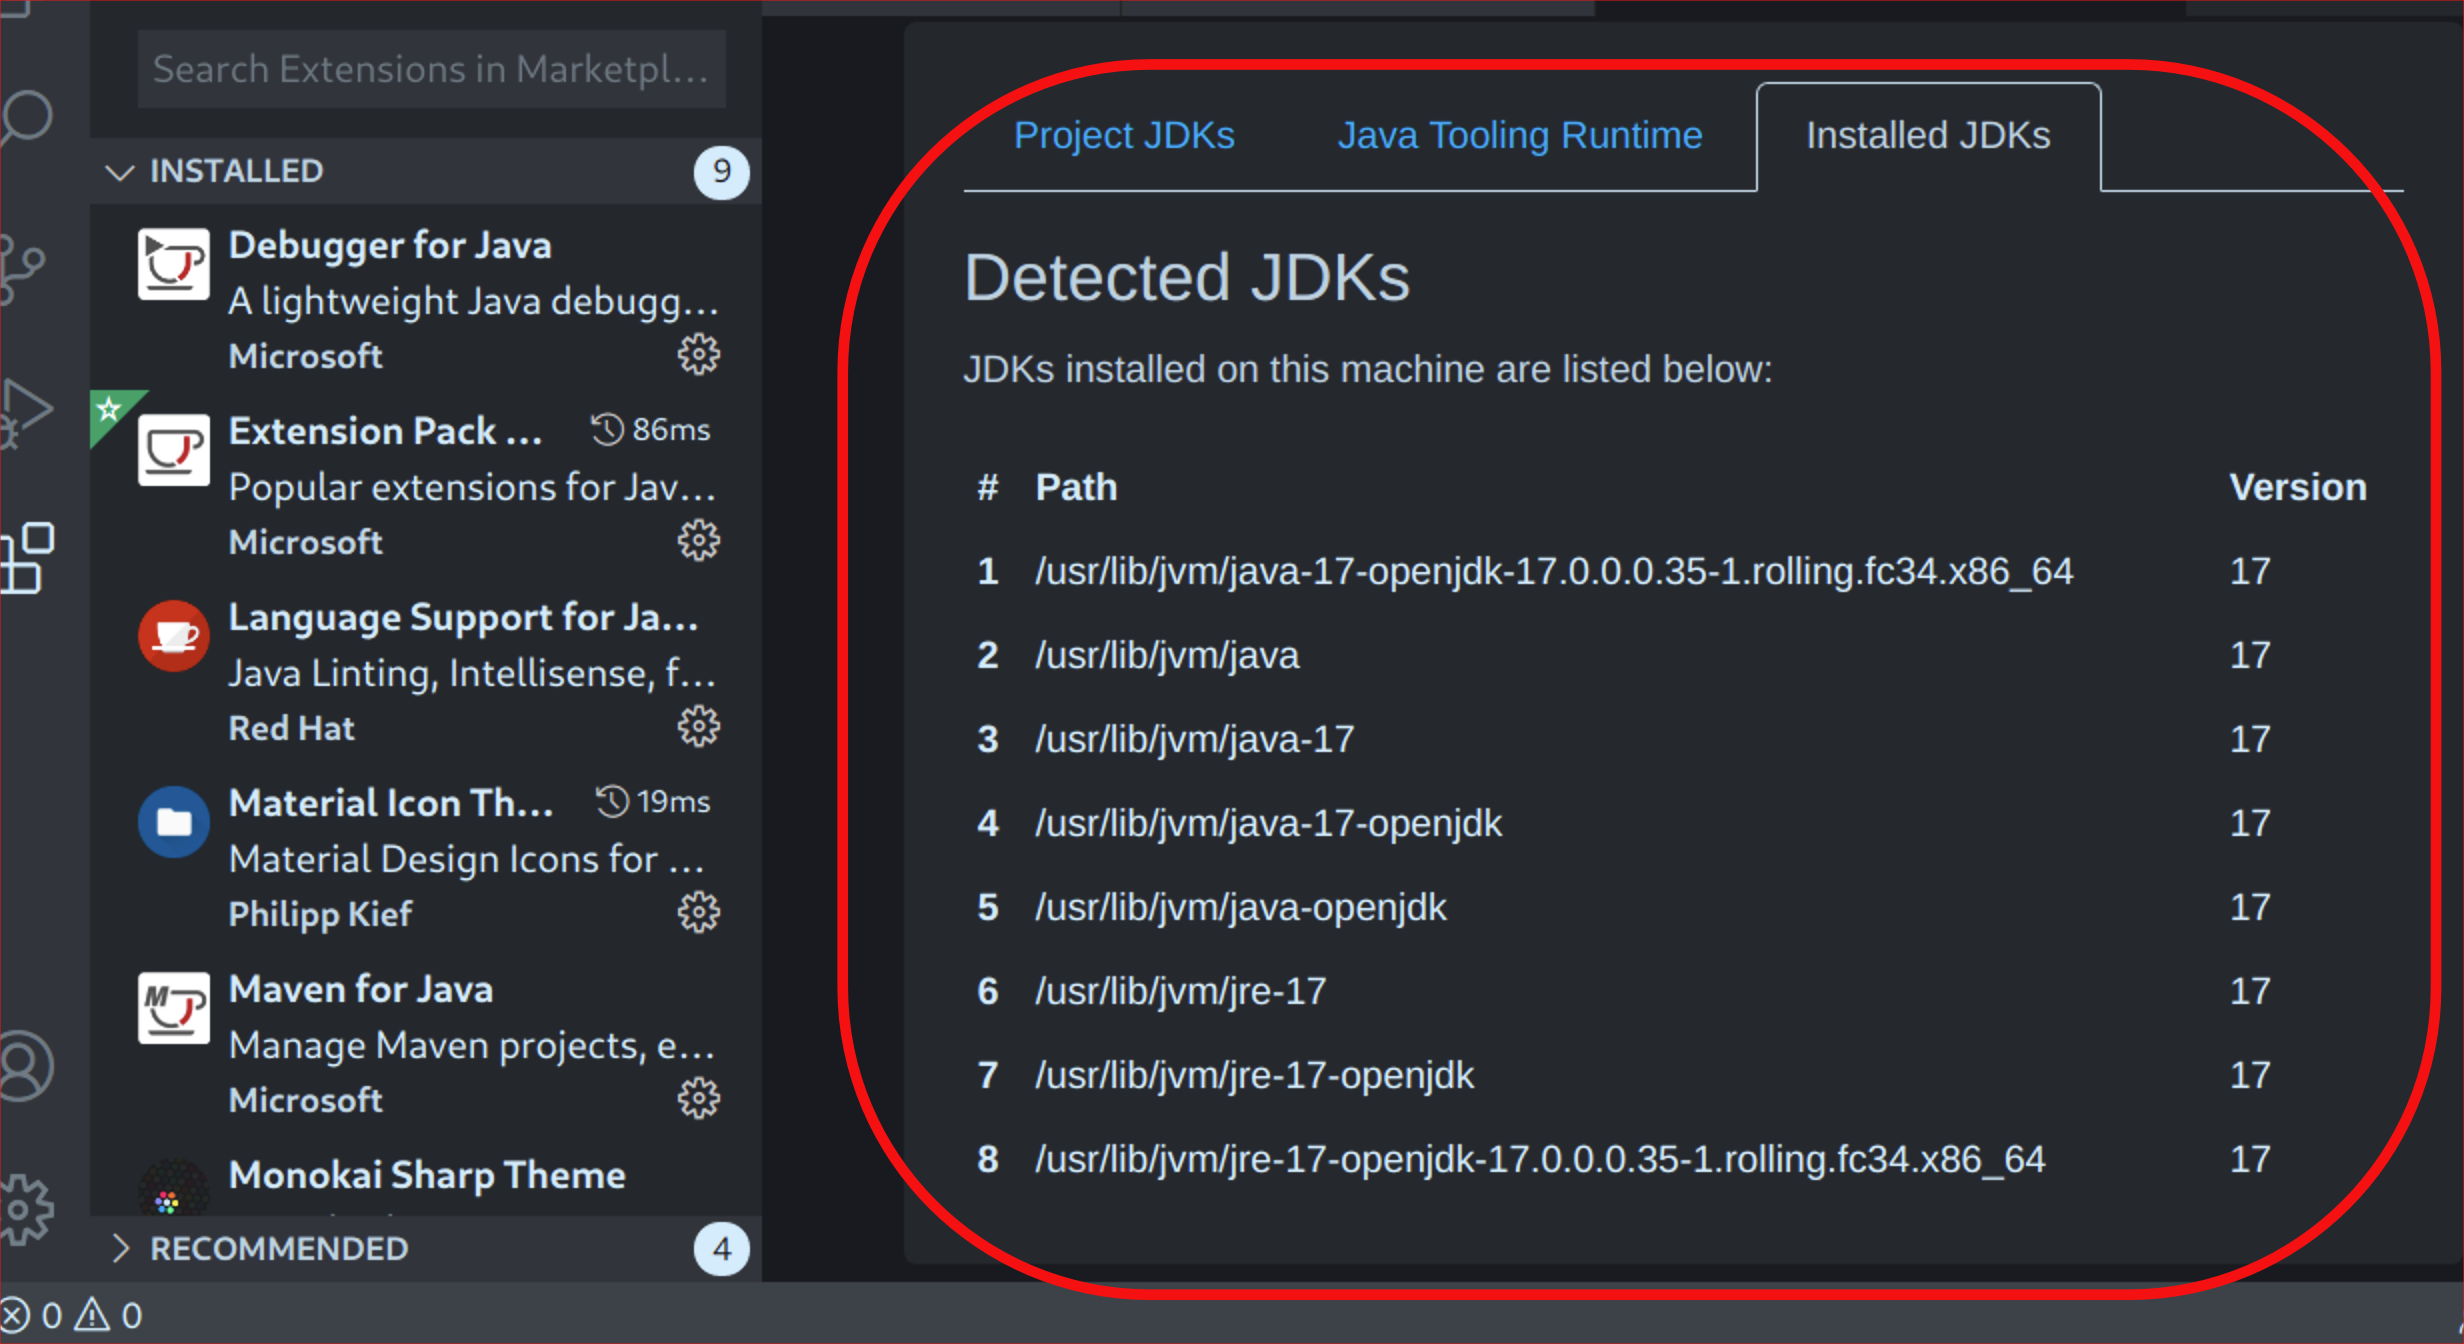 Search Extensions in Marketpl...
INSTALLED 9
Debugger for Java
A lightweight Java debugg...
Microsoft
Extension Pack ... 86ms
Popular extensions for Jav...
Microsoft
Language Support for Ja...
Java Linting, Intellisense, f...
Red Hat
Material Icon Th... 19ms
Material Design Icons for ...
Philipp Kief
Maven for Java
Manage Maven projects, e...
Microsoft
Monokai Sharp Theme
RECOMMENDED 4
0 0
Project JDKs Java Tooling Runtime Installed JDKs
Detected JDKs
JDKs installed on this machine are listed below:
# Path Version
1 /usr/lib/jvm/java-17-openjdk-17.0.0.0.35-1.rolling.fc34.x86_64 17
2 /usr/lib/jvm/java 17
3 /usr/lib/jvm/java-17 17
4 /usr/lib/jvm/java-17-openjdk 17
5 /usr/lib/jvm/java-openjdk 17
6 /usr/lib/jvm/jre-17 17
7 /usr/lib/jvm/jre-17-openjdk 17
8 /usr/lib/jvm/jre-17-openjdk-17.0.0.0.35-1.rolling.fc34.x86_64 17